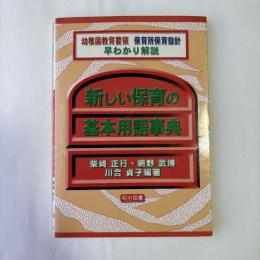 幼稚園教育要領 保育所保育指針
早わかり解説
新しい保育の
基本用語事典
柴崎 正行・網野 武博
川合 貞子編著
明治図書